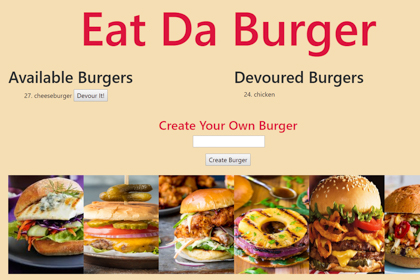 Eat Da Burger
Available Burgers
27. cheeseburger Devour It!
Devoured Burgers
24. chicken
Create Your Own Burger
Create Burger